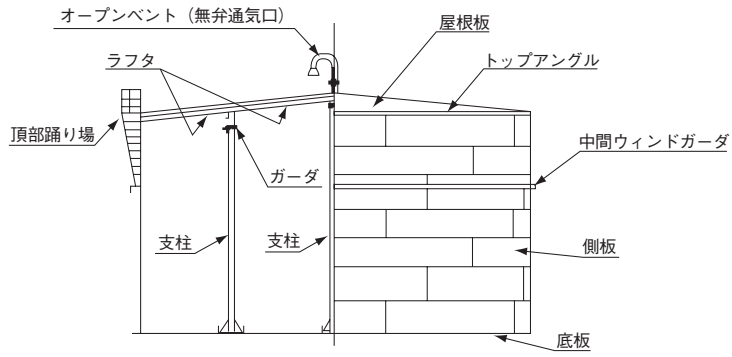 オープンベント（無弁通気口）
屋根板
ラフタ
トップアングル
頂部踊り場
中間ウィンドガーダ
ガーダ
支柱
支柱
側板
底板